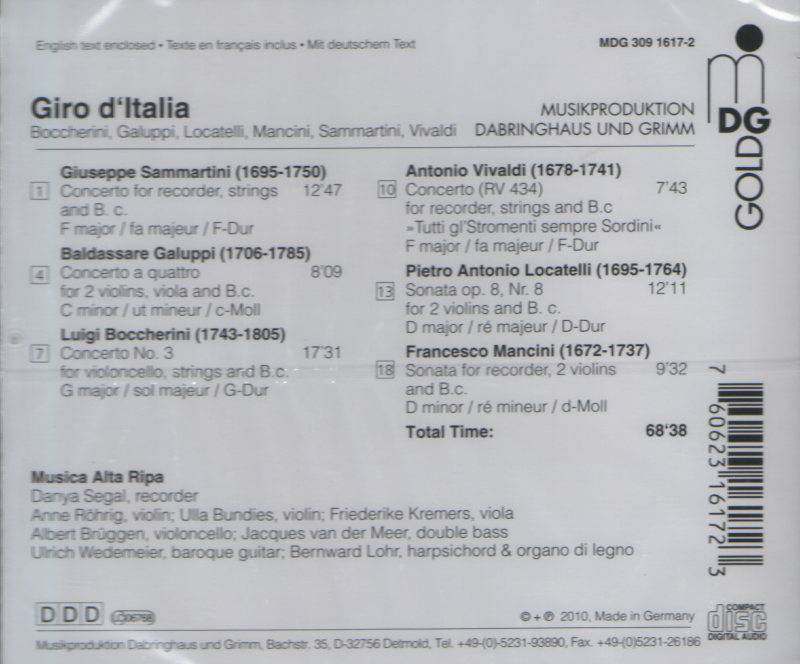 English text enclosed • Texte en français inclus • Mit deutschem Text
MDG 309 1617-2
Giro d‘Italia
Boccherini, Galuppi, Locatelli, Mancini, Sammartini, Vivaldi
MUSIKPRODUKTION
DABRINGHAUS UND GRIMM
DG
GOLD
Giuseppe Sammartini (1695-1750)
1 Concerto for recorder, strings 12'47
and B. c.
F major / fa majeur / F-Dur
Baldassare Galuppi (1706-1785)
4 Concerto a quattro 8'09
for 2 violins, viola and B.c.
C minor / ut mineur / c-Moll
Luigi Boccherini (1743-1805)
7 Concerto No. 3 17'31
for violoncello, strings and B.c.
G major / sol majeur / G-Dur
Antonio Vivaldi (1678-1741)
10 Concerto (RV 434) 7'43
for recorder, strings and B.c
»Tutti gl'Stromenti sempre Sordini«
F major / fa majeur / F-Dur
Pietro Antonio Locatelli (1695-1764)
13 Sonata op. 8, Nr. 8 12'11
for 2 violins and B. c.
D major / ré majeur / D-Dur
Francesco Mancini (1672-1737)
18 Sonata for recorder, 2 violins 9'32
and B.c.
D minor / ré mineur / d-Moll
Total Time: 68'38
Musica Alta Ripa
Danya Segal, recorder
Anne Röhrig, violin; Ulla Bundies, violin; Friederike Kremers, viola
Albert Brüggen, violoncello; Jacques van der Meer, double bass
Ulrich Wedemeier, baroque guitar; Bernward Lohr, harpsichord & organo di legno
7 60623 16172 3
DDD
© + ℗ 2010, Made in Germany
COMPACT
disc
DIGITAL AUDIO
Musikproduktion Dabringhaus und Grimm, Bachstr. 35, D-32756 Detmold, Tel. +49-(0)-5231-93890, Fax. +49-(0)5231-26186